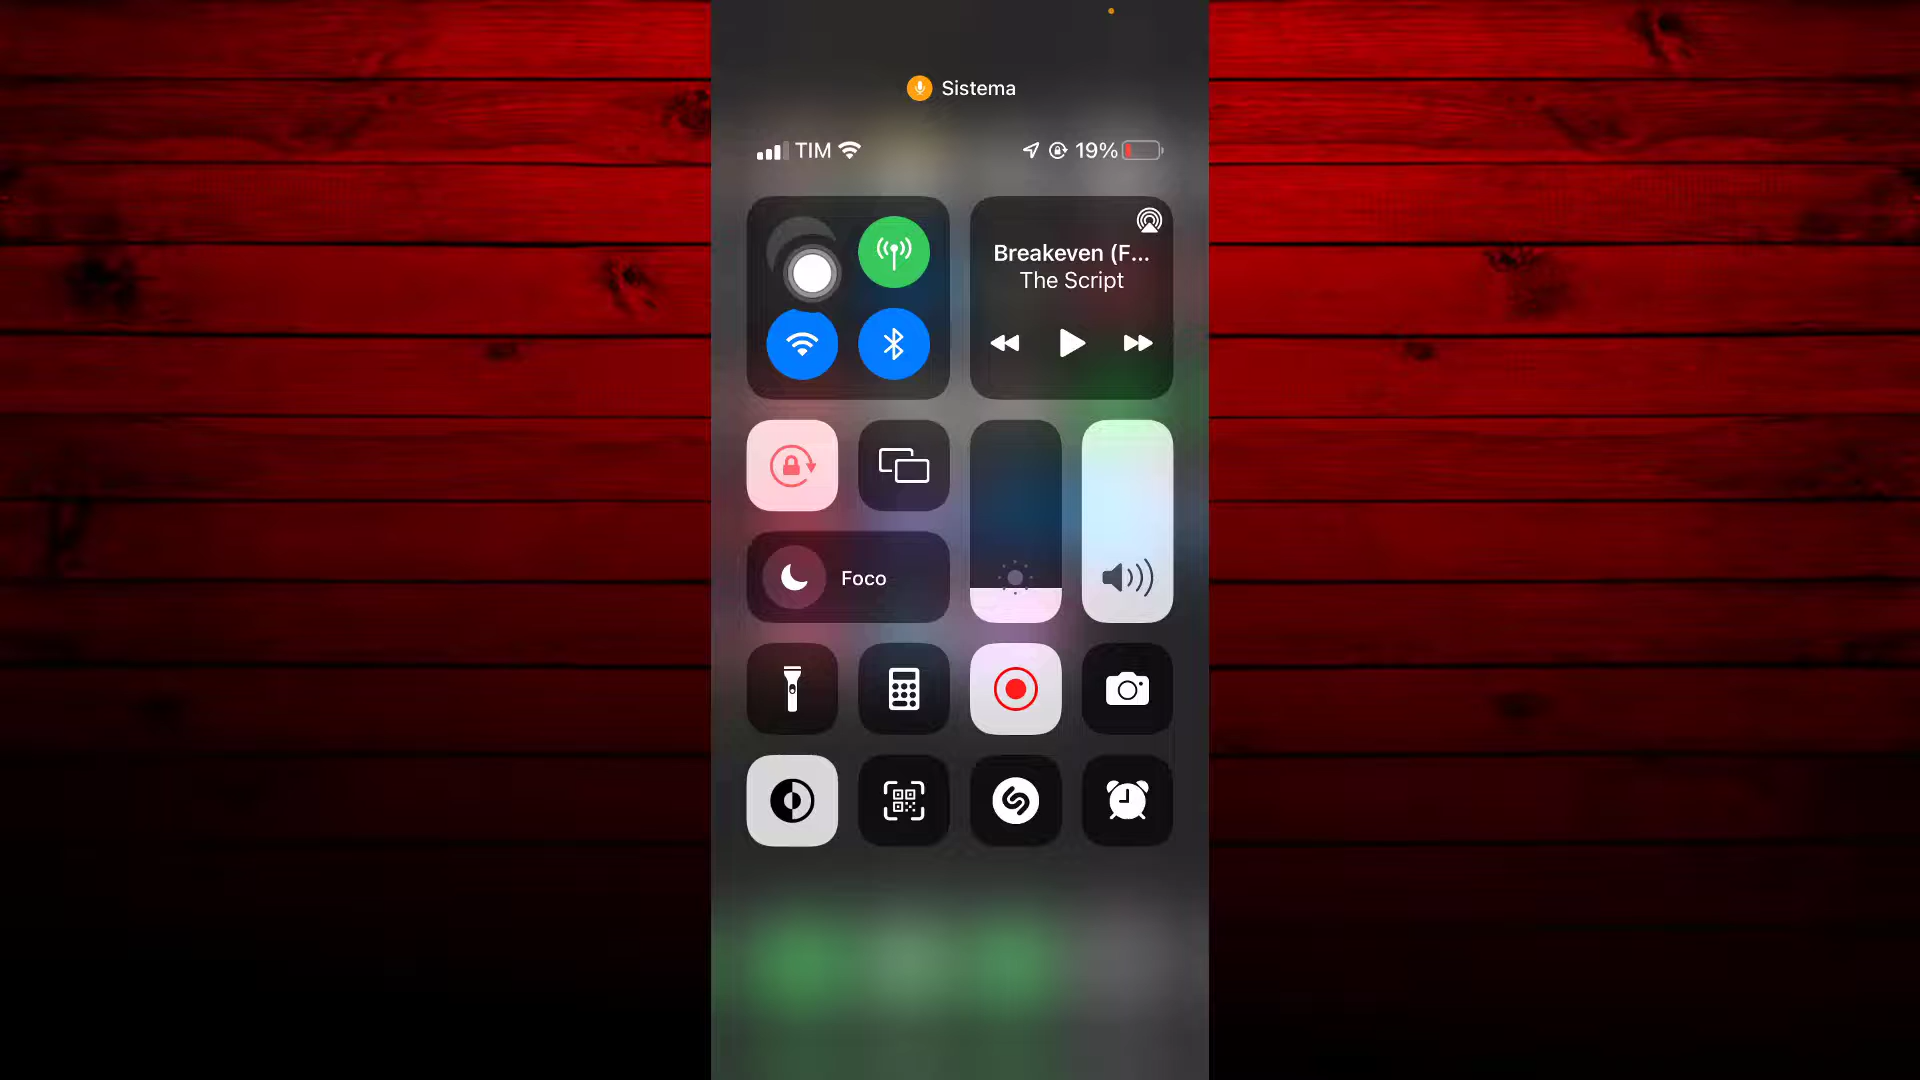 Sistema
TIM
19%
Breakeven (F...
The Script
Foco